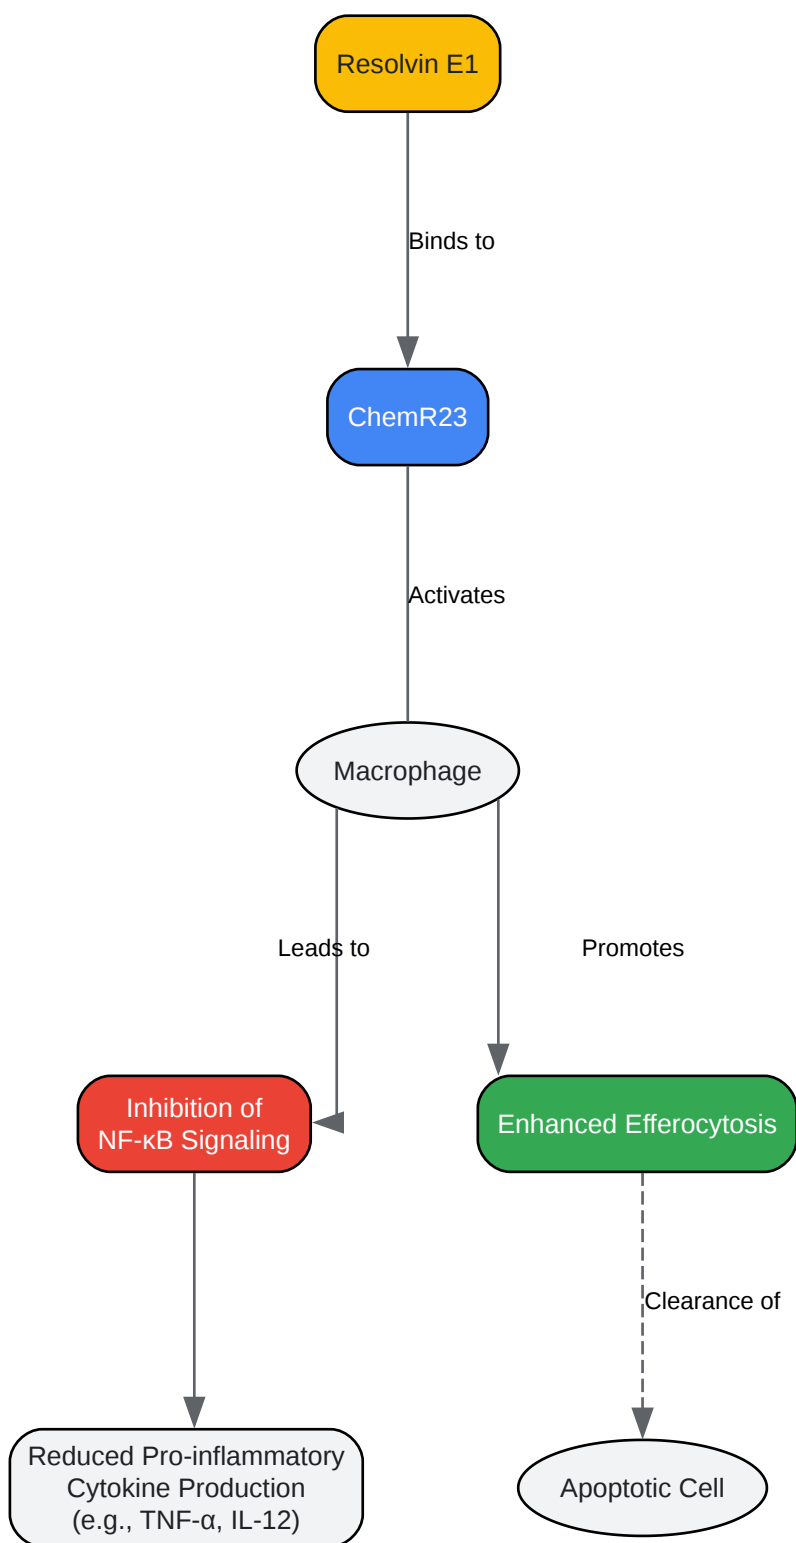 Resolvin E1
Binds to
ChemR23
Activates
Macrophage
Leads to
Promotes
Inhibition of
NF-κB Signaling
Enhanced Efferocytosis
Clearance of
Reduced Pro-inflammatory
Cytokine Production
(e.g., TNF-α, IL-12)
Apoptotic Cell